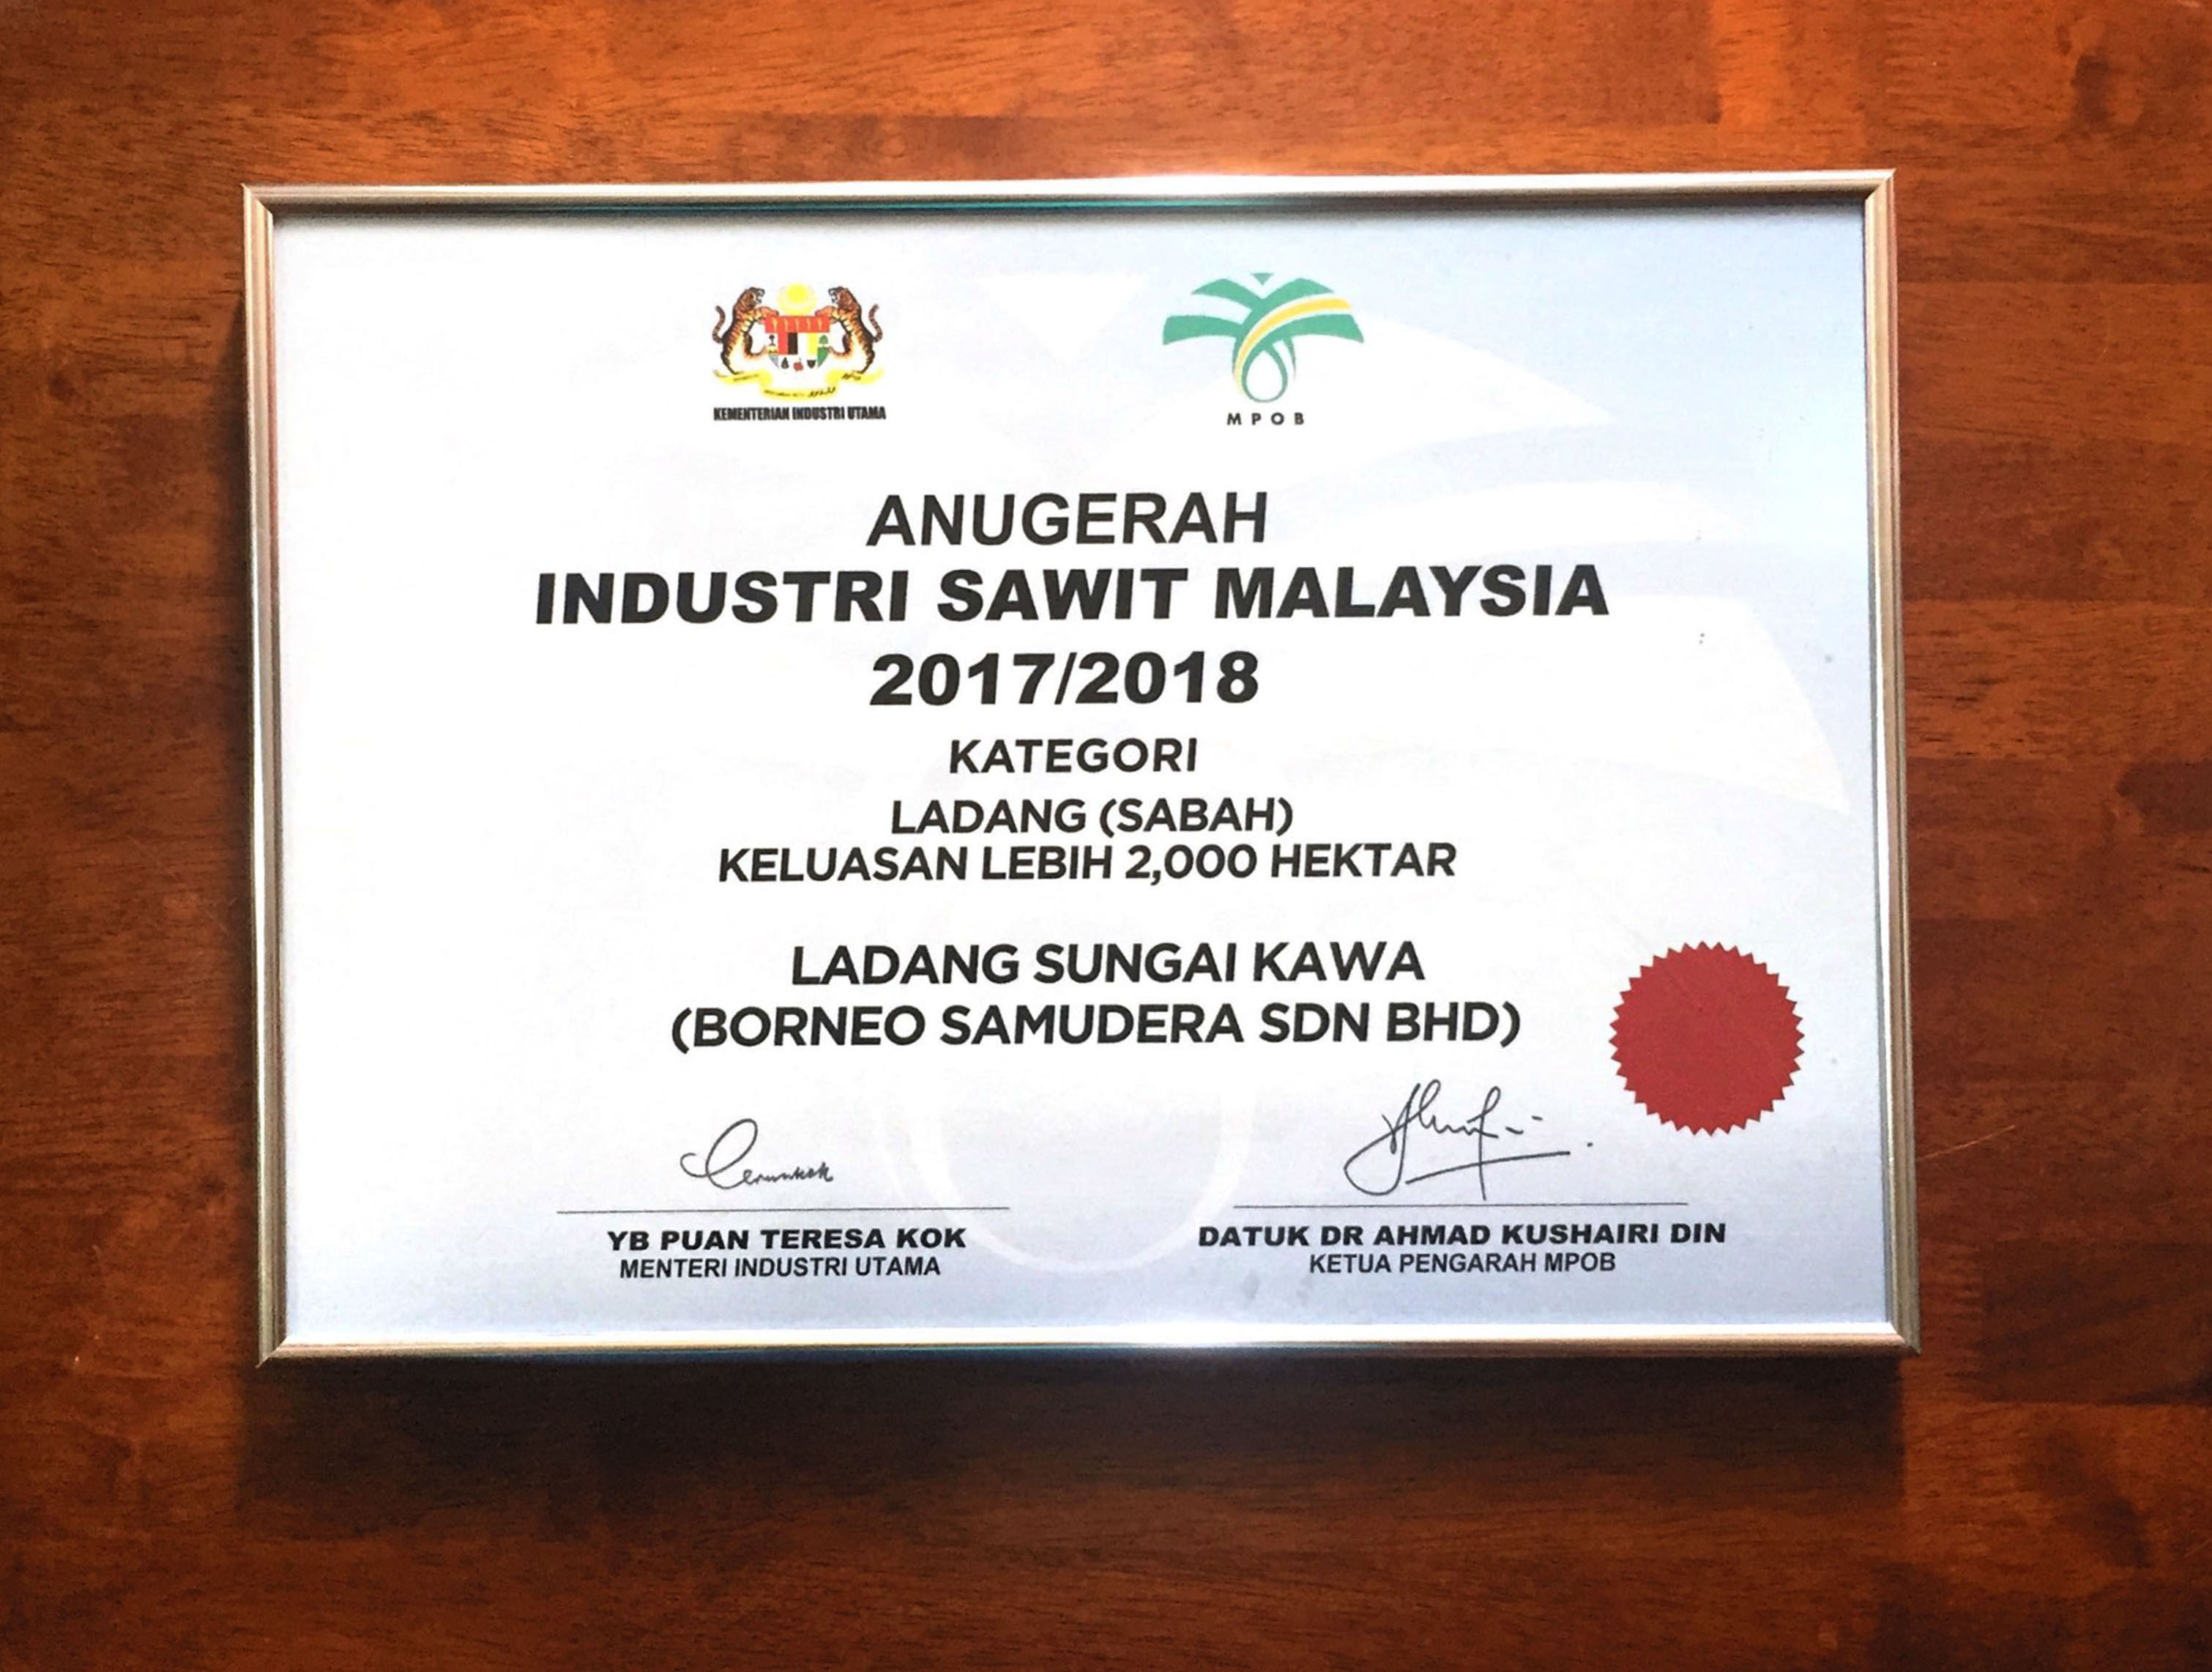 KEMENTERIAN INDUSTRI UTAMA
MPOB
ANUGERAH
INDUSTRI SAWIT MALAYSIA
2017/2018
KATEGORI
LADANG (SABAH)
KELUASAN LEBIH 2,000 HEKTAR
LADANG SUNGAI KAWA
(BORNEO SAMUDERA SDN BHD)
YB PUAN TERESA KOK
MENTERI INDUSTRI UTAMA
DATUK DR AHMAD KUSHAIRI DIN
KETUA PENGARAH MPOB